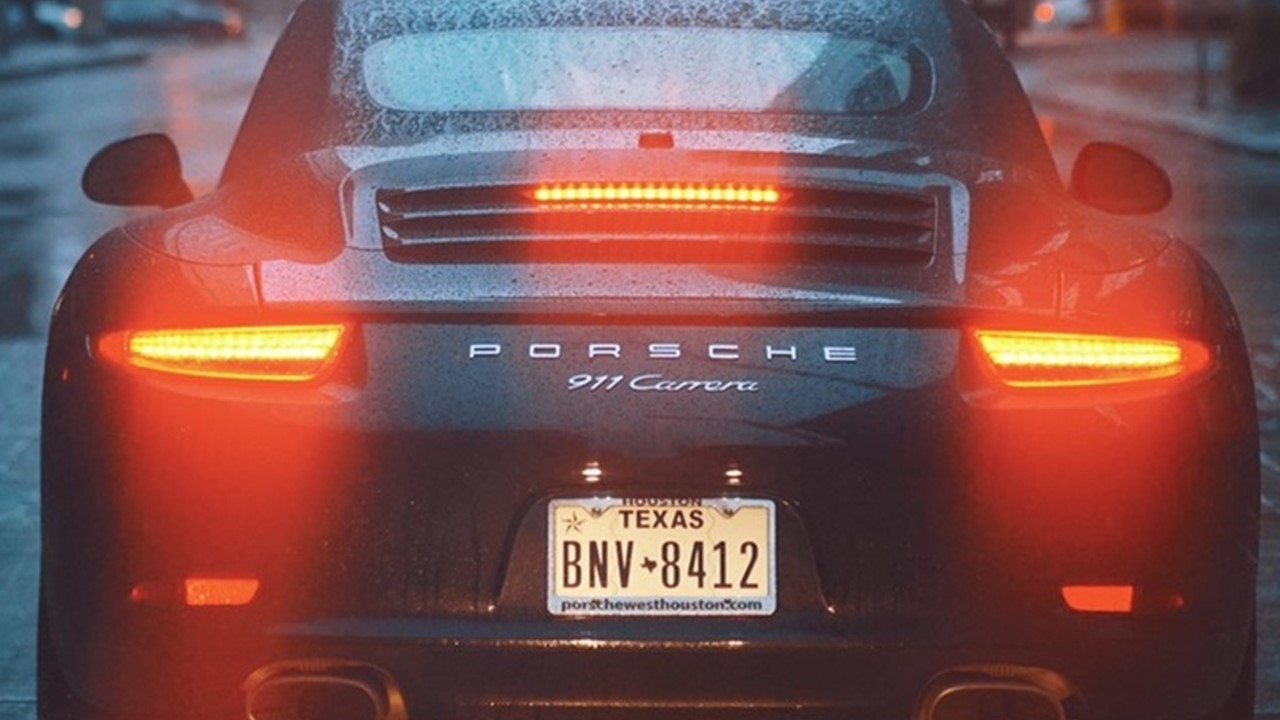 PORSCHE
911 Carrera
HOUSTON
TEXAS
BNV 8412
porschewesthouston.com